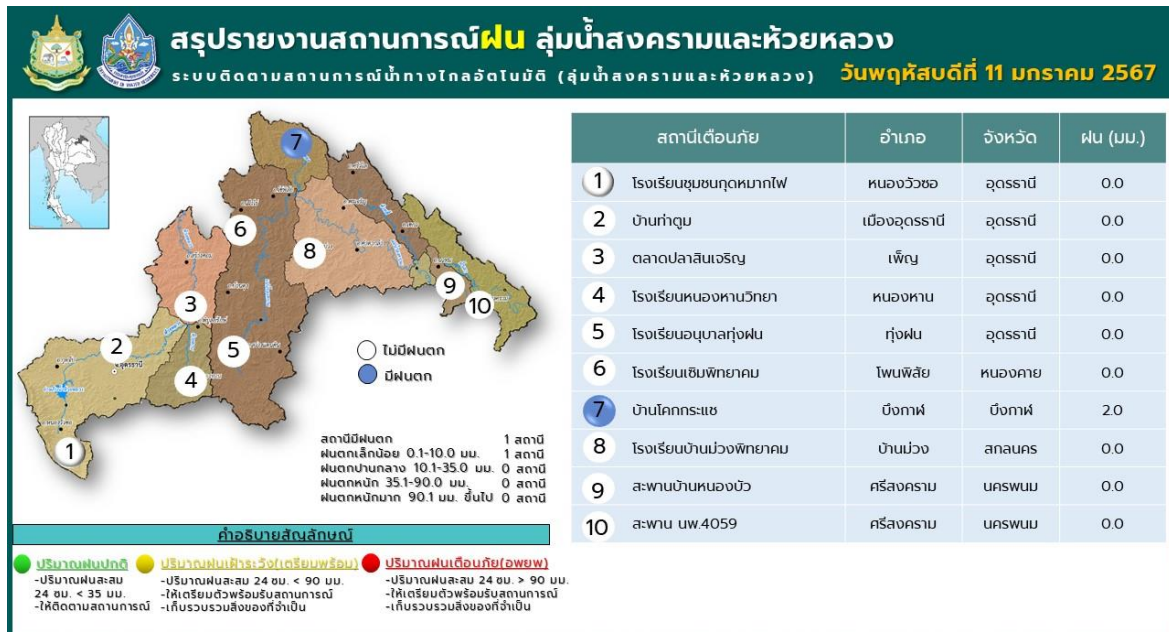 สรุปรายงานสถานการณ์ฝน ลุ่มน้ำสงครามและห้วยหลวง
ระบบติดตามสถานการณ์น้ำทางไกลอัตโนมัติ (ลุ่มน้ำสงครามและห้วยหลวง)
วันพฤหัสบดีที่ 11 มกราคม 2567
7
6
8
3
9
10
2
อุดรธานี
5
4
1
ไม่มีฝนตก
มีฝนตก
สถานีมีฝนตก 1 สถานี
ฝนตกเล็กน้อย 0.1-10.0 มม. 1 สถานี
ฝนตกปานกลาง 10.1-35.0 มม. 0 สถานี
ฝนตกหนัก 35.1-90.0 มม. 0 สถานี
ฝนตกหนักมาก 90.1 มม. ขึ้นไป 0 สถานี
สถานีเตือนภัย อำเภอ จังหวัด ฝน (มม.)
1 โรงเรียนชุมชนกุดหมากไฟ หนองวัวซอ อุดรธานี 0.0
2 บ้านท่าตูม เมืองอุดรธานี อุดรธานี 0.0
3 ตลาดปลาสินเจริญ เพ็ญ อุดรธานี 0.0
4 โรงเรียนหนองหานวิทยา หนองหาน อุดรธานี 0.0
5 โรงเรียนอนุบาลทุ่งฝน ทุ่งฝน อุดรธานี 0.0
6 โรงเรียนเซิมพิทยาคม โพนพิสัย หนองคาย 0.0
7 บ้านโคกกระแซ บึงกาฬ บึงกาฬ 2.0
8 โรงเรียนบ้านม่วงพิทยาคม บ้านม่วง สกลนคร 0.0
9 สะพานบ้านหนองบัว ศรีสงคราม นครพนม 0.0
10 สะพาน นพ.4059 ศรีสงคราม นครพนม 0.0
คำอธิบายสัญลักษณ์
ปริมาณฝนปกติ
-ปริมาณฝนสะสม
24 ชม. < 35 มม.
-ให้ติดตามสถานการณ์
ปริมาณฝนเฝ้าระวัง(เตรียมพร้อม)
-ปริมาณฝนสะสม 24 ชม. < 90 มม.
-ให้เตรียมตัวพร้อมรับสถานการณ์
-เก็บรวบรวมสิ่งของที่จำเป็น
ปริมาณฝนเตือนภัย(อพยพ)
-ปริมาณฝนสะสม 24 ชม. > 90 มม.
-ให้เตรียมตัวพร้อมรับสถานการณ์
-เก็บรวบรวมสิ่งของที่จำเป็น